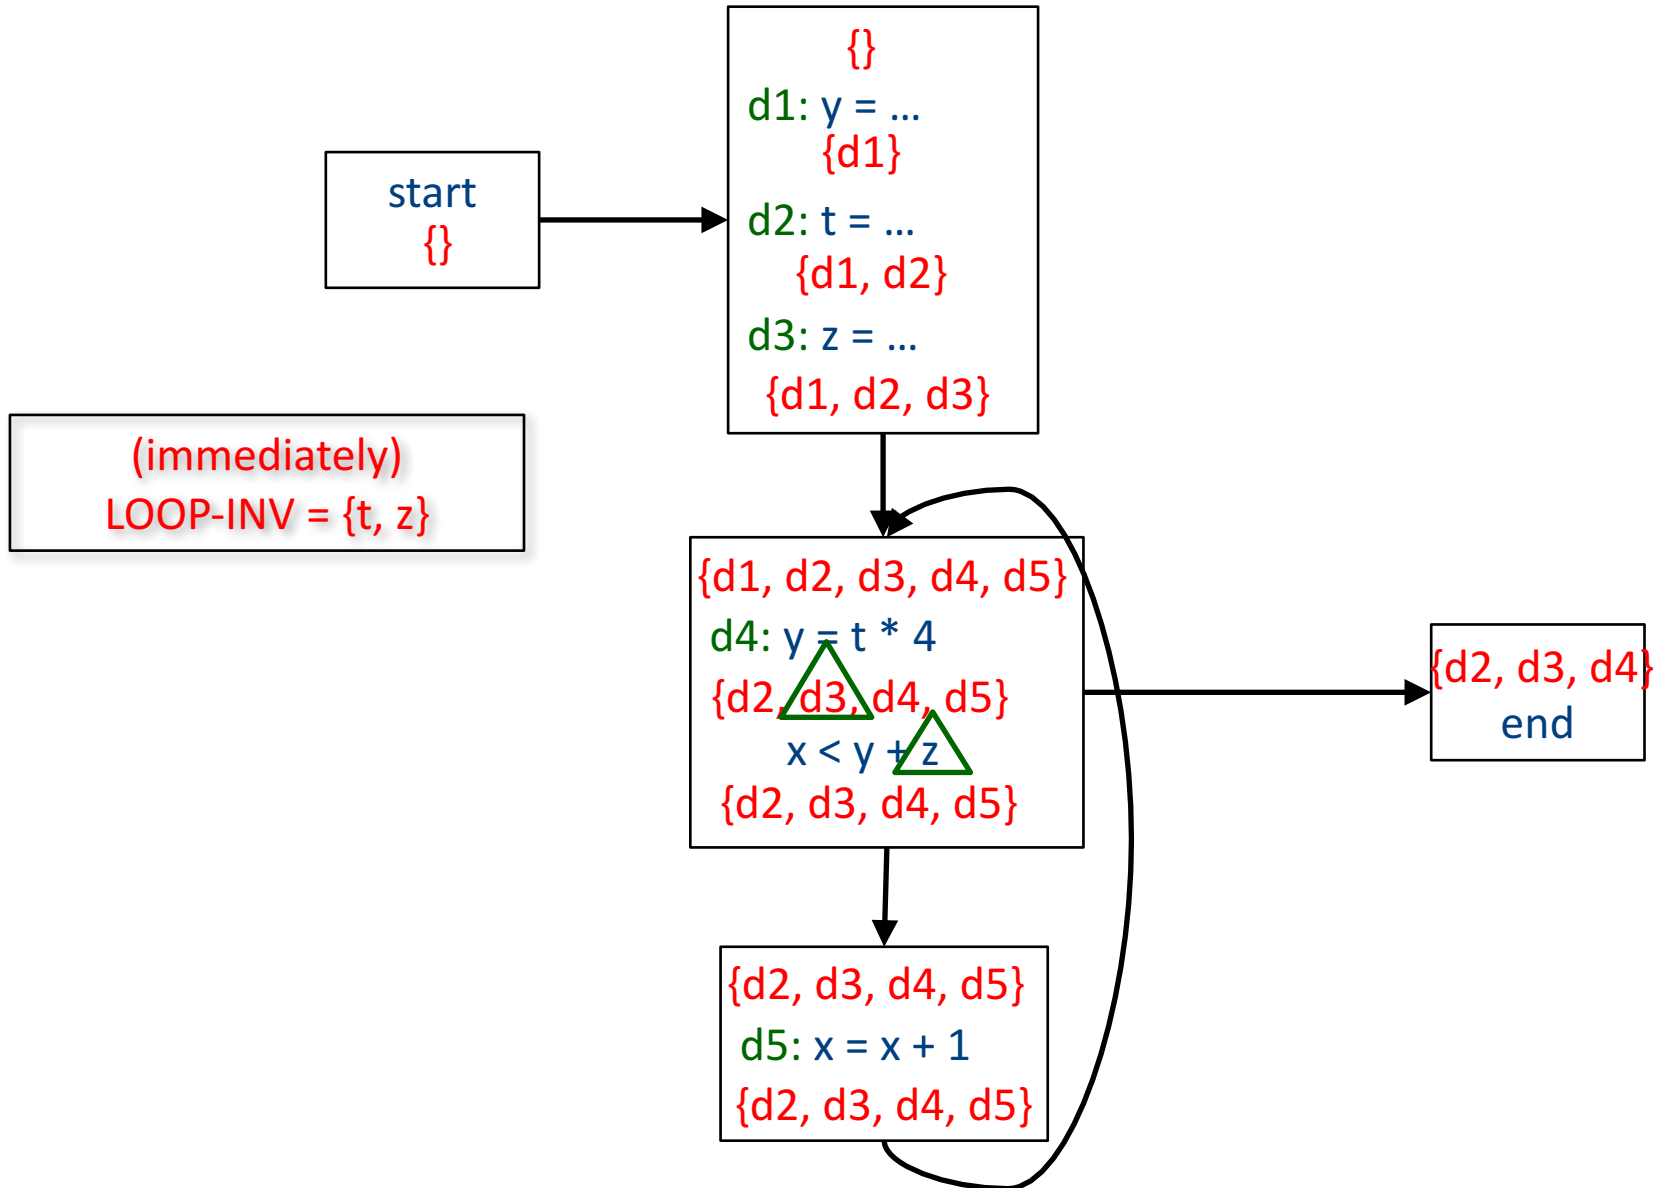 {}
d1: y = ...
{d1}
d2: t = ...
{d1, d2}
d3: z = ...
{d1, d2, d3}
start
{}
(immediately)
LOOP-INV = {t, z}
{d1, d2, d3, d4, d5}
d4: y = t * 4
{d2, d3, d4, d5}
x < y + z
{d2, d3, d4, d5}
{d2, d3, d4}
end
{d2, d3, d4, d5}
d5: x = x + 1
{d2, d3, d4, d5}